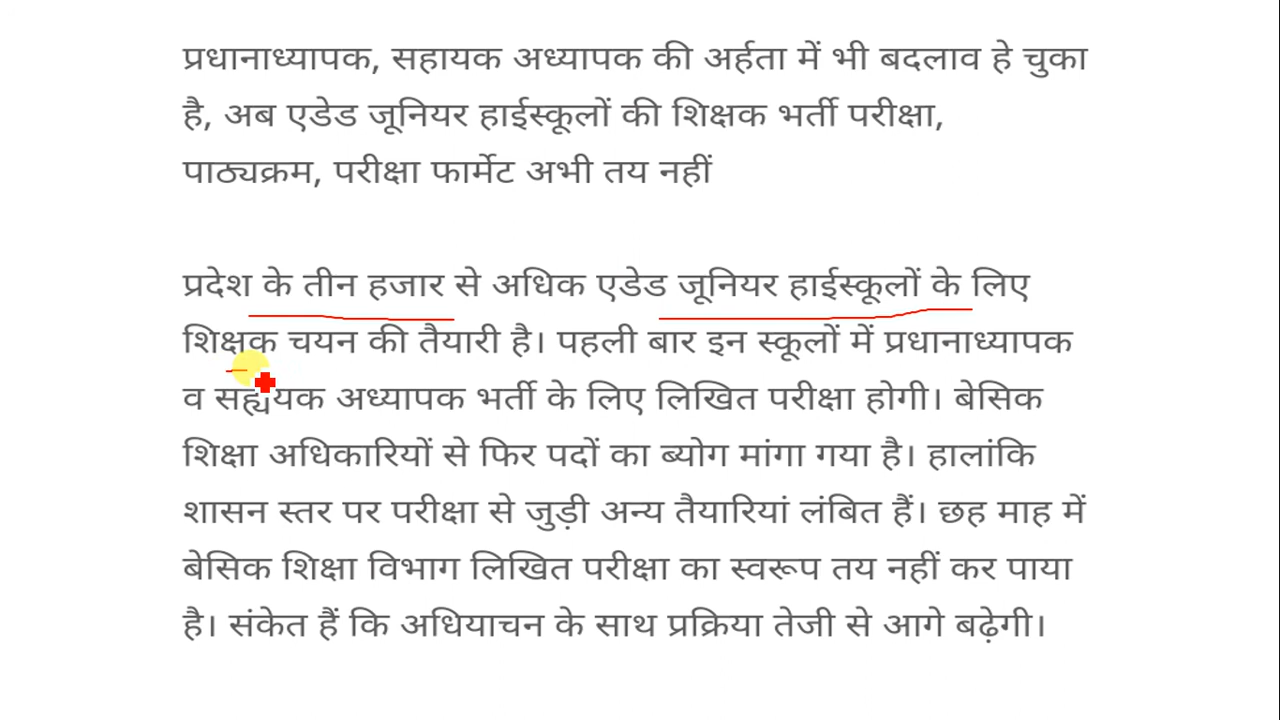 प्रधानाध्यापक, सहायक अध्यापक की अर्हता में भी बदलाव हे चुका
है, अब एडेड जूनियर हाईस्कूलों की शिक्षक भर्ती परीक्षा,
पाठ्यक्रम, परीक्षा फार्मेट अभी तय नहीं
प्रदेश के तीन हजार से अधिक एडेड जूनियर हाईस्कूलों के लिए
शिक्षक चयन की तैयारी है। पहली बार इन स्कूलों में प्रधानाध्यापक
व सहायक अध्यापक भर्ती के लिए लिखित परीक्षा होगी। बेसिक
शिक्षा अधिकारियों से फिर पदों का ब्योग मांगा गया है। हालांकि
शासन स्तर पर परीक्षा से जुड़ी अन्य तैयारियां लंबित हैं। छह माह में
बेसिक शिक्षा विभाग लिखित परीक्षा का स्वरूप तय नहीं कर पाया
है। संकेत हैं कि अधियाचन के साथ प्रक्रिया तेजी से आगे बढ़ेगी।